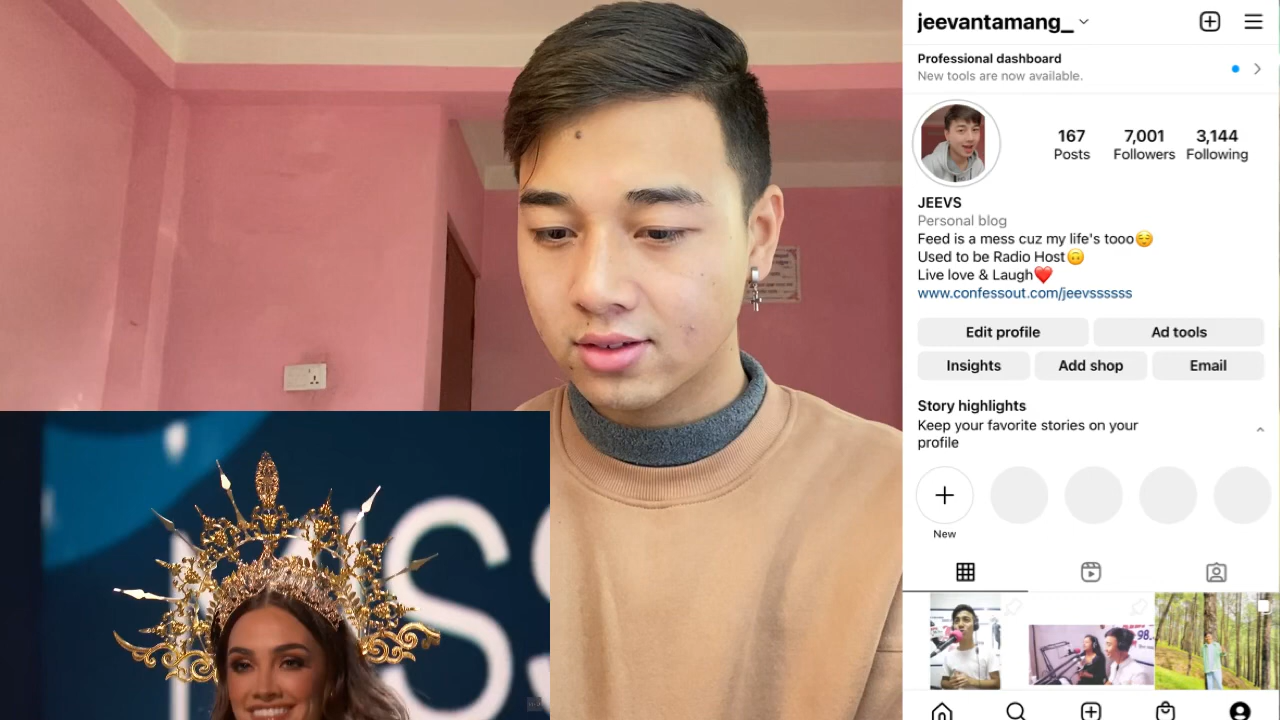 jeevantamang_
Professional dashboard
New tools are now available.
167
Posts
7,001
Followers
3,144
Following
JEEVS
Personal blog
Feed is a mess cuz my life's tooo😌
Used to be Radio Host🙃
Live love & Laugh❤️
www.confessout.com/jeevssssss
Edit profile
Ad tools
Insights
Add shop
Email
Story highlights
Keep your favorite stories on your
profile
New
98.
MISS